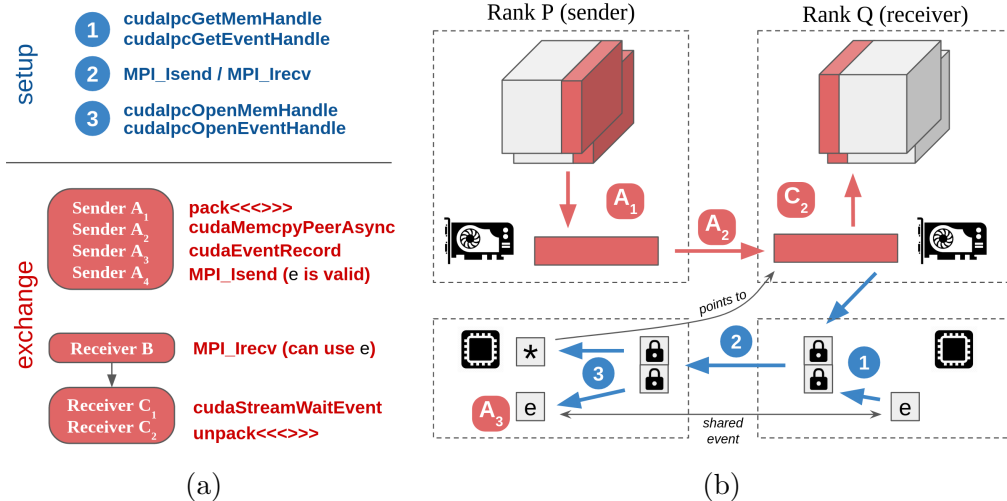 setup
1
cudaIpcGetMemHandle
cudaIpcGetEventHandle
2
MPI_Isend / MPI_Irecv
3
cudaIpcOpenMemHandle
cudaIpcOpenEventHandle
exchange
Sender A1 pack<<<>>>
Sender A2 cudaMemcpyPeerAsync
Sender A3 cudaEventRecord
Sender A4 MPI_Isend (e is valid)
Receiver B MPI_Irecv (can use e)
Receiver C1 cudaStreamWaitEvent
Receiver C2 unpack<<<>>>
(a)
Rank P (sender)
Rank Q (receiver)
A1
A2
C2
points to
*
3
2
1
A3
e
e
shared
event
(b)